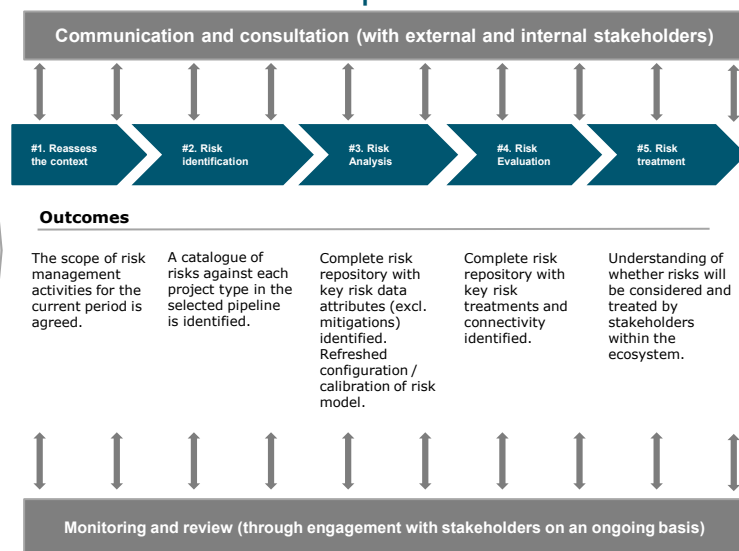 Communication and consultation (with external and internal stakeholders)
#1. Reassess
the context
#2. Risk
identification
#3. Risk
Analysis
#4. Risk
Evaluation
#5. Risk
treatment
Outcomes
The scope of risk
management
activities for the
current period is
agreed.
A catalogue of
risks against each
project type in the
selected pipeline
is identified.
Complete risk
repository with
key risk data
attributes (excl.
mitigations)
identified.
Refreshed
configuration /
calibration of risk
model.
Complete risk
repository with
key risk
treatments and
connectivity
identified.
Understanding of
whether risks will
be considered and
treated by
stakeholders
within the
ecosystem.
Monitoring and review (through engagement with stakeholders on an ongoing basis)